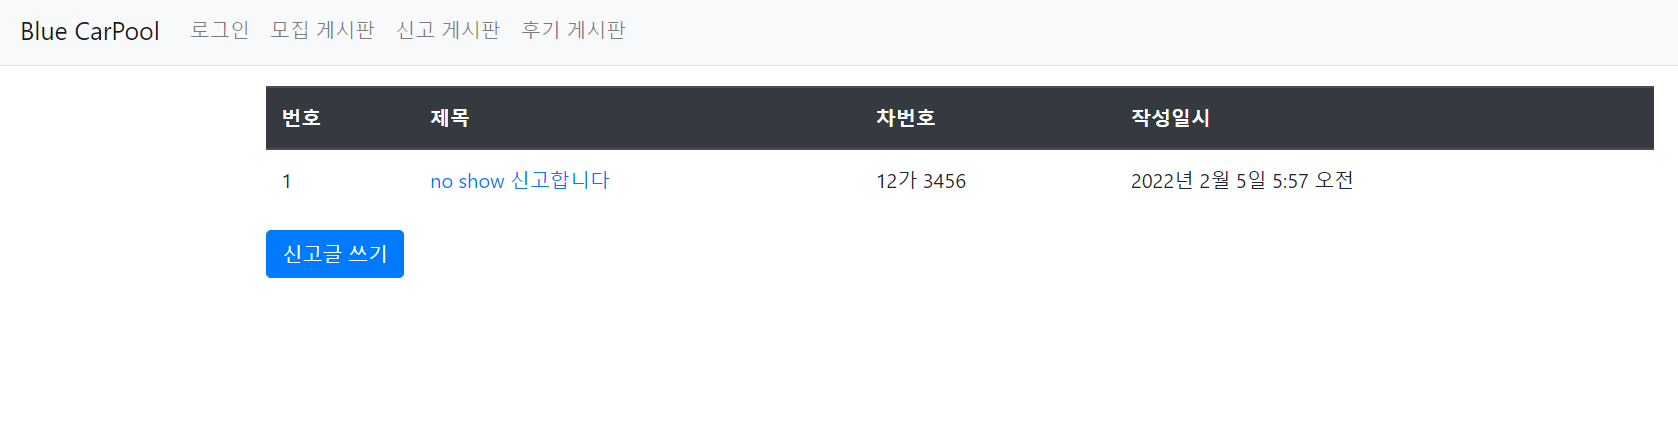 Blue CarPool 로그인 모집 게시판 신고 게시판 후기 게시판
번호 제목 차번호 작성일시
1 no show 신고합니다 12가 3456 2022년 2월 5일 5:57 오전
신고글 쓰기